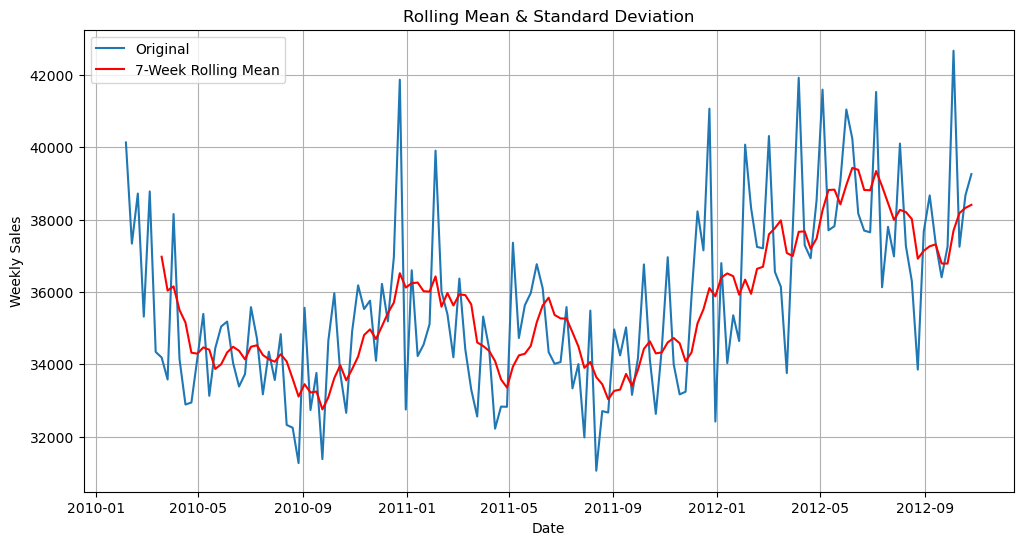 Rolling Mean & Standard Deviation
Original
7-Week Rolling Mean
Weekly Sales
42000
40000
38000
36000
34000
32000
2010-01 2010-05 2010-09 2011-01 2011-05 2011-09 2012-01 2012-05 2012-09
Date